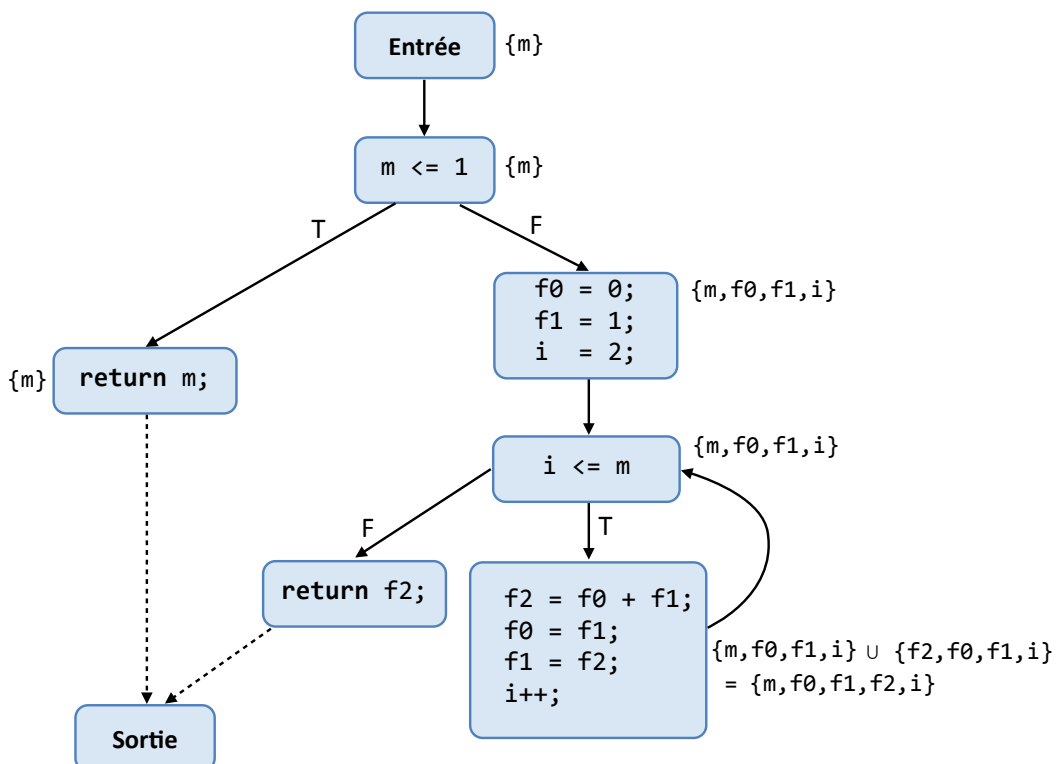 Entrée
{m}
m <= 1
{m}
T
F
f0 = 0;
f1 = 1;
i  = 2;
{m,f0,f1,i}
{m}
return m;
i <= m
{m,f0,f1,i}
F
T
return f2;
f2 = f0 + f1;
f0 = f1;
f1 = f2;
i++;
{m,f0,f1,i} ∪ {f2,f0,f1,i}
= {m,f0,f1,f2,i}
Sortie